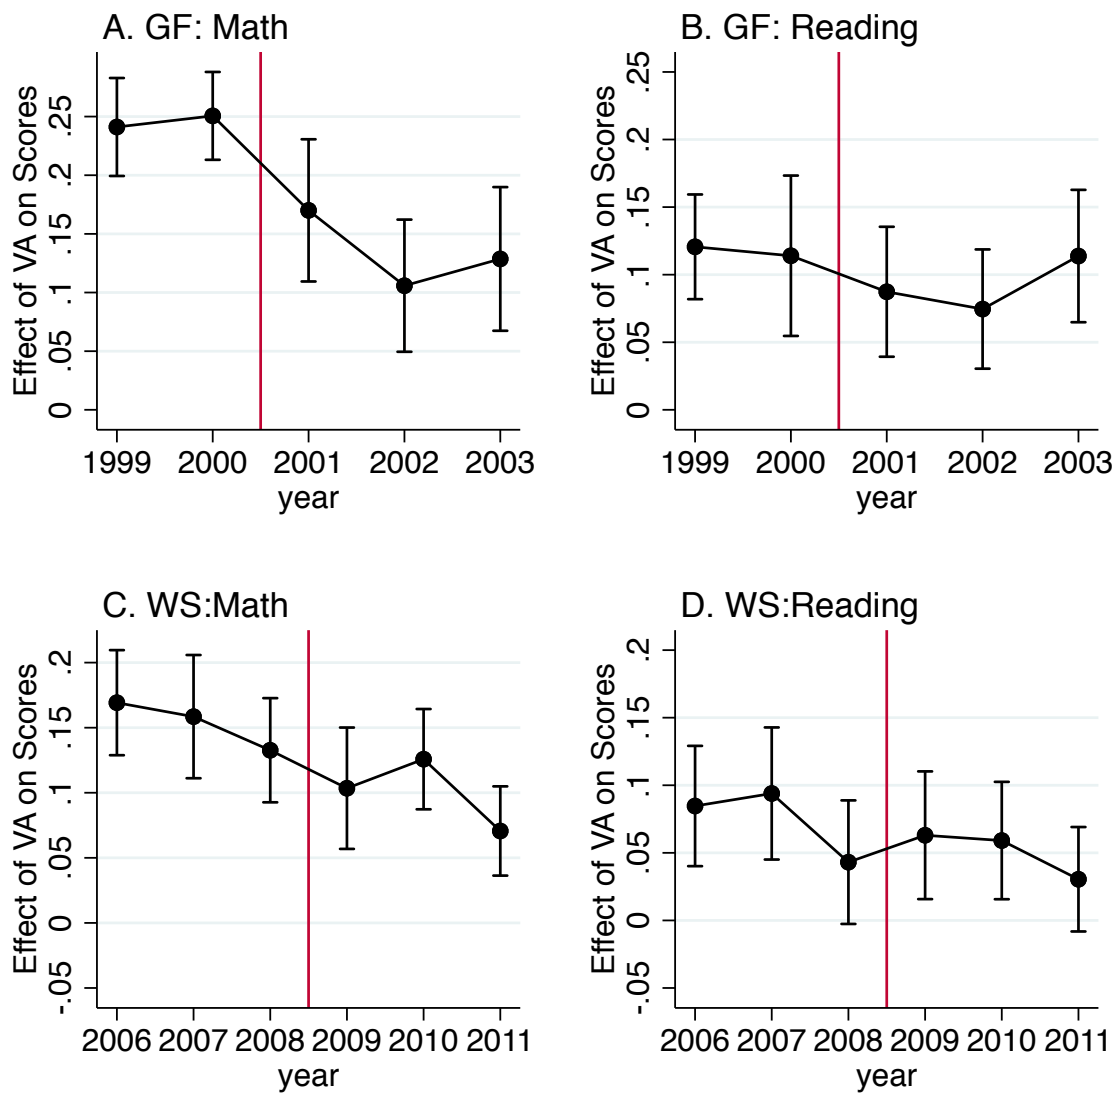 A. GF: Math
Effect of VA on Scores
.25
.2
.15
.1
.05
0
1999 2000 2001 2002 2003
year
B. GF: Reading
Effect of VA on Scores
.25
.2
.15
.1
.05
0
1999 2000 2001 2002 2003
year
C. WS:Math
Effect of VA on Scores
.2
.15
.1
.05
0
-.05
2006 2007 2008 2009 2010 2011
year
D. WS:Reading
Effect of VA on Scores
.2
.15
.1
.05
0
-.05
2006 2007 2008 2009 2010 2011
year